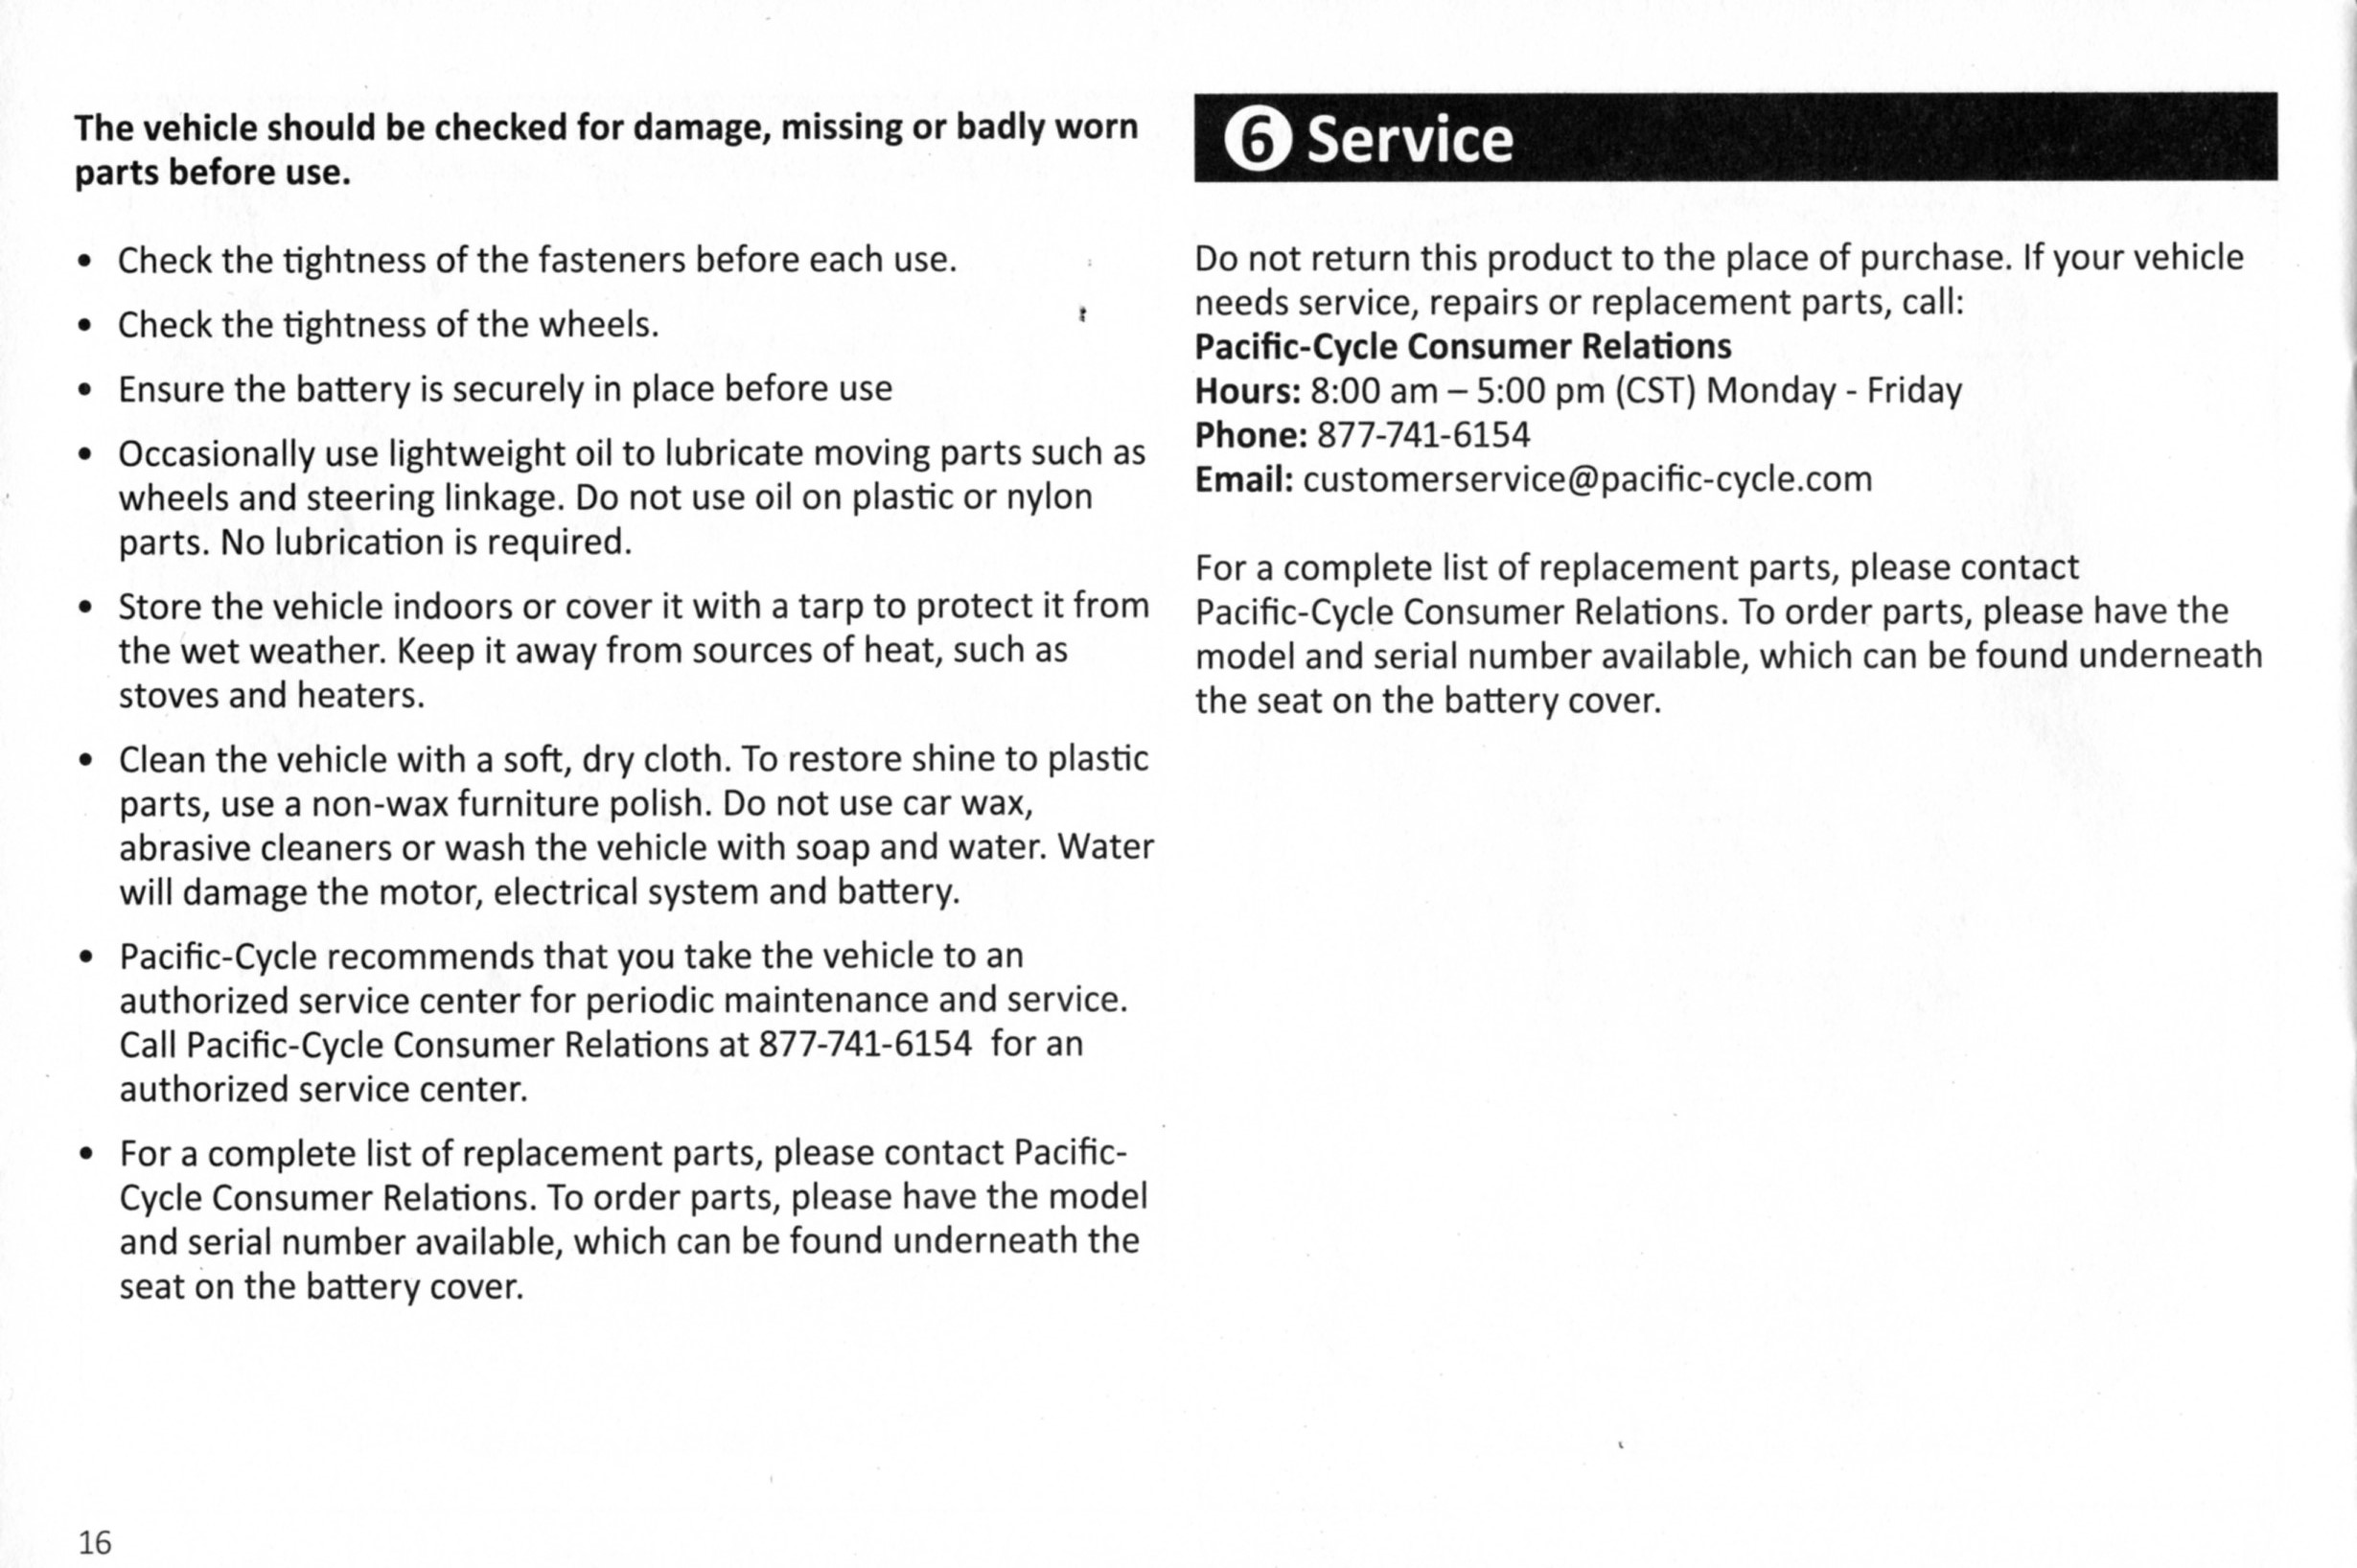 The vehicle should be checked for damage, missing or badly worn
parts before use.
• Check the tightness of the fasteners before each use.
• Check the tightness of the wheels.
• Ensure the battery is securely in place before use
• Occasionally use lightweight oil to lubricate moving parts such as
wheels and steering linkage. Do not use oil on plastic or nylon
parts. No lubrication is required.
• Store the vehicle indoors or cover it with a tarp to protect it from
the wet weather. Keep it away from sources of heat, such as
stoves and heaters.
• Clean the vehicle with a soft, dry cloth. To restore shine to plastic
parts, use a non-wax furniture polish. Do not use car wax,
abrasive cleaners or wash the vehicle with soap and water. Water
will damage the motor, electrical system and battery.
• Pacific-Cycle recommends that you take the vehicle to an
authorized service center for periodic maintenance and service.
Call Pacific-Cycle Consumer Relations at 877-741-6154 for an
authorized service center.
• For a complete list of replacement parts, please contact Pacific-
Cycle Consumer Relations. To order parts, please have the model
and serial number available, which can be found underneath the
seat on the battery cover.
16
6 Service
Do not return this product to the place of purchase. If your vehicle
needs service, repairs or replacement parts, call:
Pacific-Cycle Consumer Relations
Hours: 8:00 am – 5:00 pm (CST) Monday - Friday
Phone: 877-741-6154
Email: customerservice@pacific-cycle.com
For a complete list of replacement parts, please contact
Pacific-Cycle Consumer Relations. To order parts, please have the
model and serial number available, which can be found underneath
the seat on the battery cover.